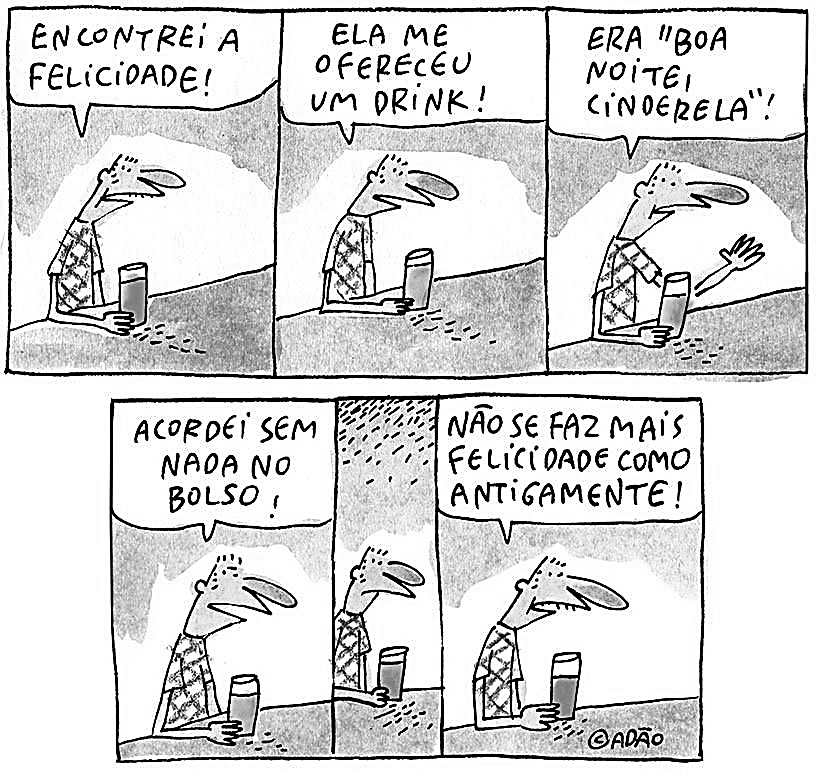 ENCONTREI A
FELICIDADE!
ELA ME
OFERECEU
UM DRINK!
ERA "BOA
NOITE,
CINDERELA"!
ACORDEI SEM
NADA NO
BOLSO!
NÃO SE FAZ MAIS
FELICIDADE COMO
ANTIGAMENTE!
©ADÃO